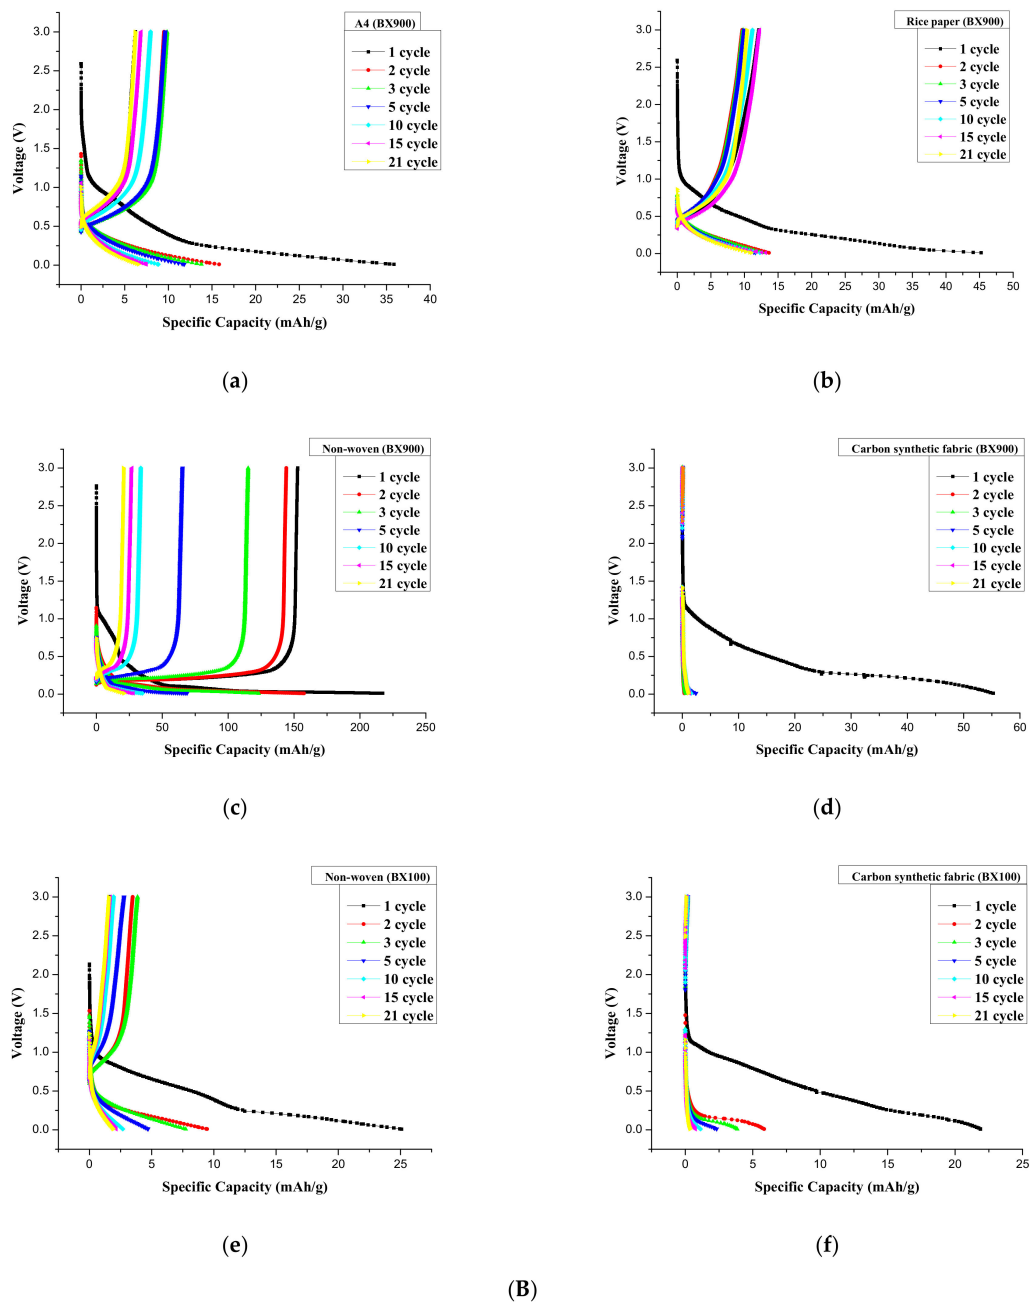 A4 (BX900)
1 cycle
2 cycle
3 cycle
5 cycle
10 cycle
15 cycle
21 cycle
3.0
2.5
2.0
1.5
1.0
0.5
0.0
Voltage (V)
0 5 10 15 20 25 30 35 40
Specific Capacity (mAh/g)
(a)
Rice paper (BX900)
1 cycle
2 cycle
3 cycle
5 cycle
10 cycle
15 cycle
21 cycle
3.0
2.5
2.0
1.5
1.0
0.5
0.0
Voltage (V)
0 5 10 15 20 25 30 35 40 45 50
Specific Capacity (mAh/g)
(b)
Non-woven (BX900)
1 cycle
2 cycle
3 cycle
5 cycle
10 cycle
15 cycle
21 cycle
3.0
2.5
2.0
1.5
1.0
0.5
0.0
Voltage (V)
0 50 100 150 200 250
Specific Capacity (mAh/g)
(c)
Carbon synthetic fabric (BX900)
1 cycle
2 cycle
3 cycle
5 cycle
10 cycle
15 cycle
21 cycle
3.0
2.5
2.0
1.5
1.0
0.5
0.0
Voltage (V)
0 10 20 30 40 50 60
Specific Capacity (mAh/g)
(d)
Non-woven (BX100)
1 cycle
2 cycle
3 cycle
5 cycle
10 cycle
15 cycle
21 cycle
3.0
2.5
2.0
1.5
1.0
0.5
0.0
Voltage (V)
0 5 10 15 20 25
Specific Capacity (mAh/g)
(e)
Carbon synthetic fabric (BX100)
1 cycle
2 cycle
3 cycle
5 cycle
10 cycle
15 cycle
21 cycle
3.0
2.5
2.0
1.5
1.0
0.5
0.0
Voltage (V)
0 5 10 15 20 25
Specific Capacity (mAh/g)
(f)
(B)